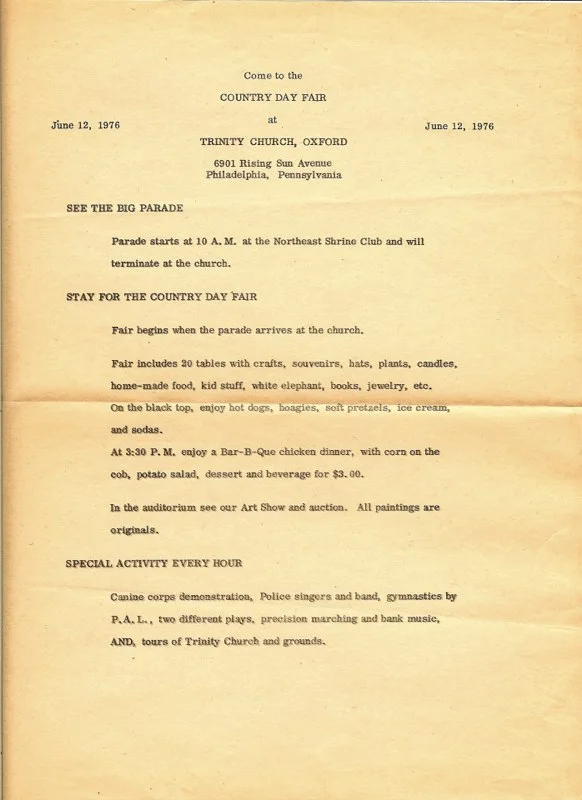 Come to the
COUNTRY DAY FAIR
June 12, 1976 at June 12, 1976
TRINITY CHURCH, OXFORD
6901 Rising Sun Avenue
Philadelphia, Pennsylvania
SEE THE BIG PARADE
Parade starts at 10 A.M. at the Northeast Shrine Club and will
terminate at the church.
STAY FOR THE COUNTRY DAY FAIR
Fair begins when the parade arrives at the church.
Fair includes 20 tables with crafts, souvenirs, hats, plants, candles,
home-made food, kid stuff, white elephant, books, jewelry, etc.
On the black top, enjoy hot dogs, hoagies, soft pretzels, ice cream,
and sodas.
At 3:30 P.M. enjoy a Bar-B-Que chicken dinner, with corn on the
cob, potato salad, dessert and beverage for $3.00.
In the auditorium see our Art Show and auction. All paintings are
originals.
SPECIAL ACTIVITY EVERY HOUR
Canine corps demonstration, Police singers and band, gymnastics by
P.A.L., two different plays, precision marching and bank music,
AND, tours of Trinity Church and grounds.